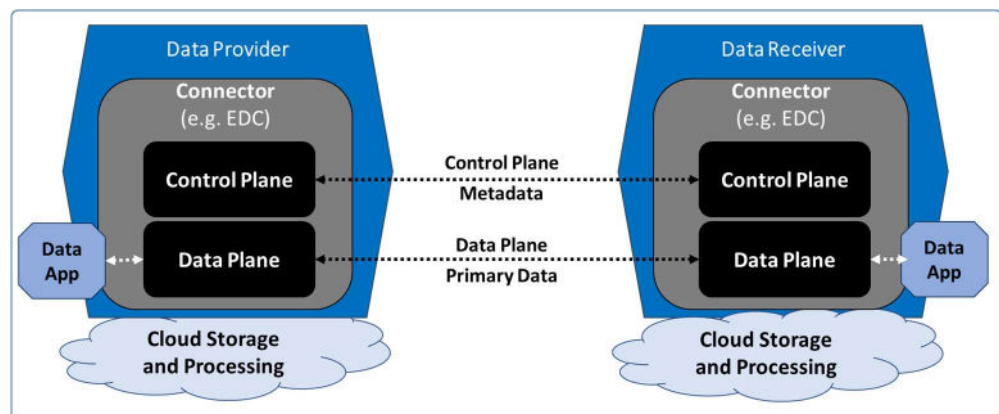 Data Provider
Connector
(e.g. EDC)
Control Plane
Data Plane
Data
App
Cloud Storage
and Processing
Control Plane
Metadata
Data Plane
Primary Data
Data Receiver
Connector
(e.g. EDC)
Control Plane
Data Plane
Data
App
Cloud Storage
and Processing